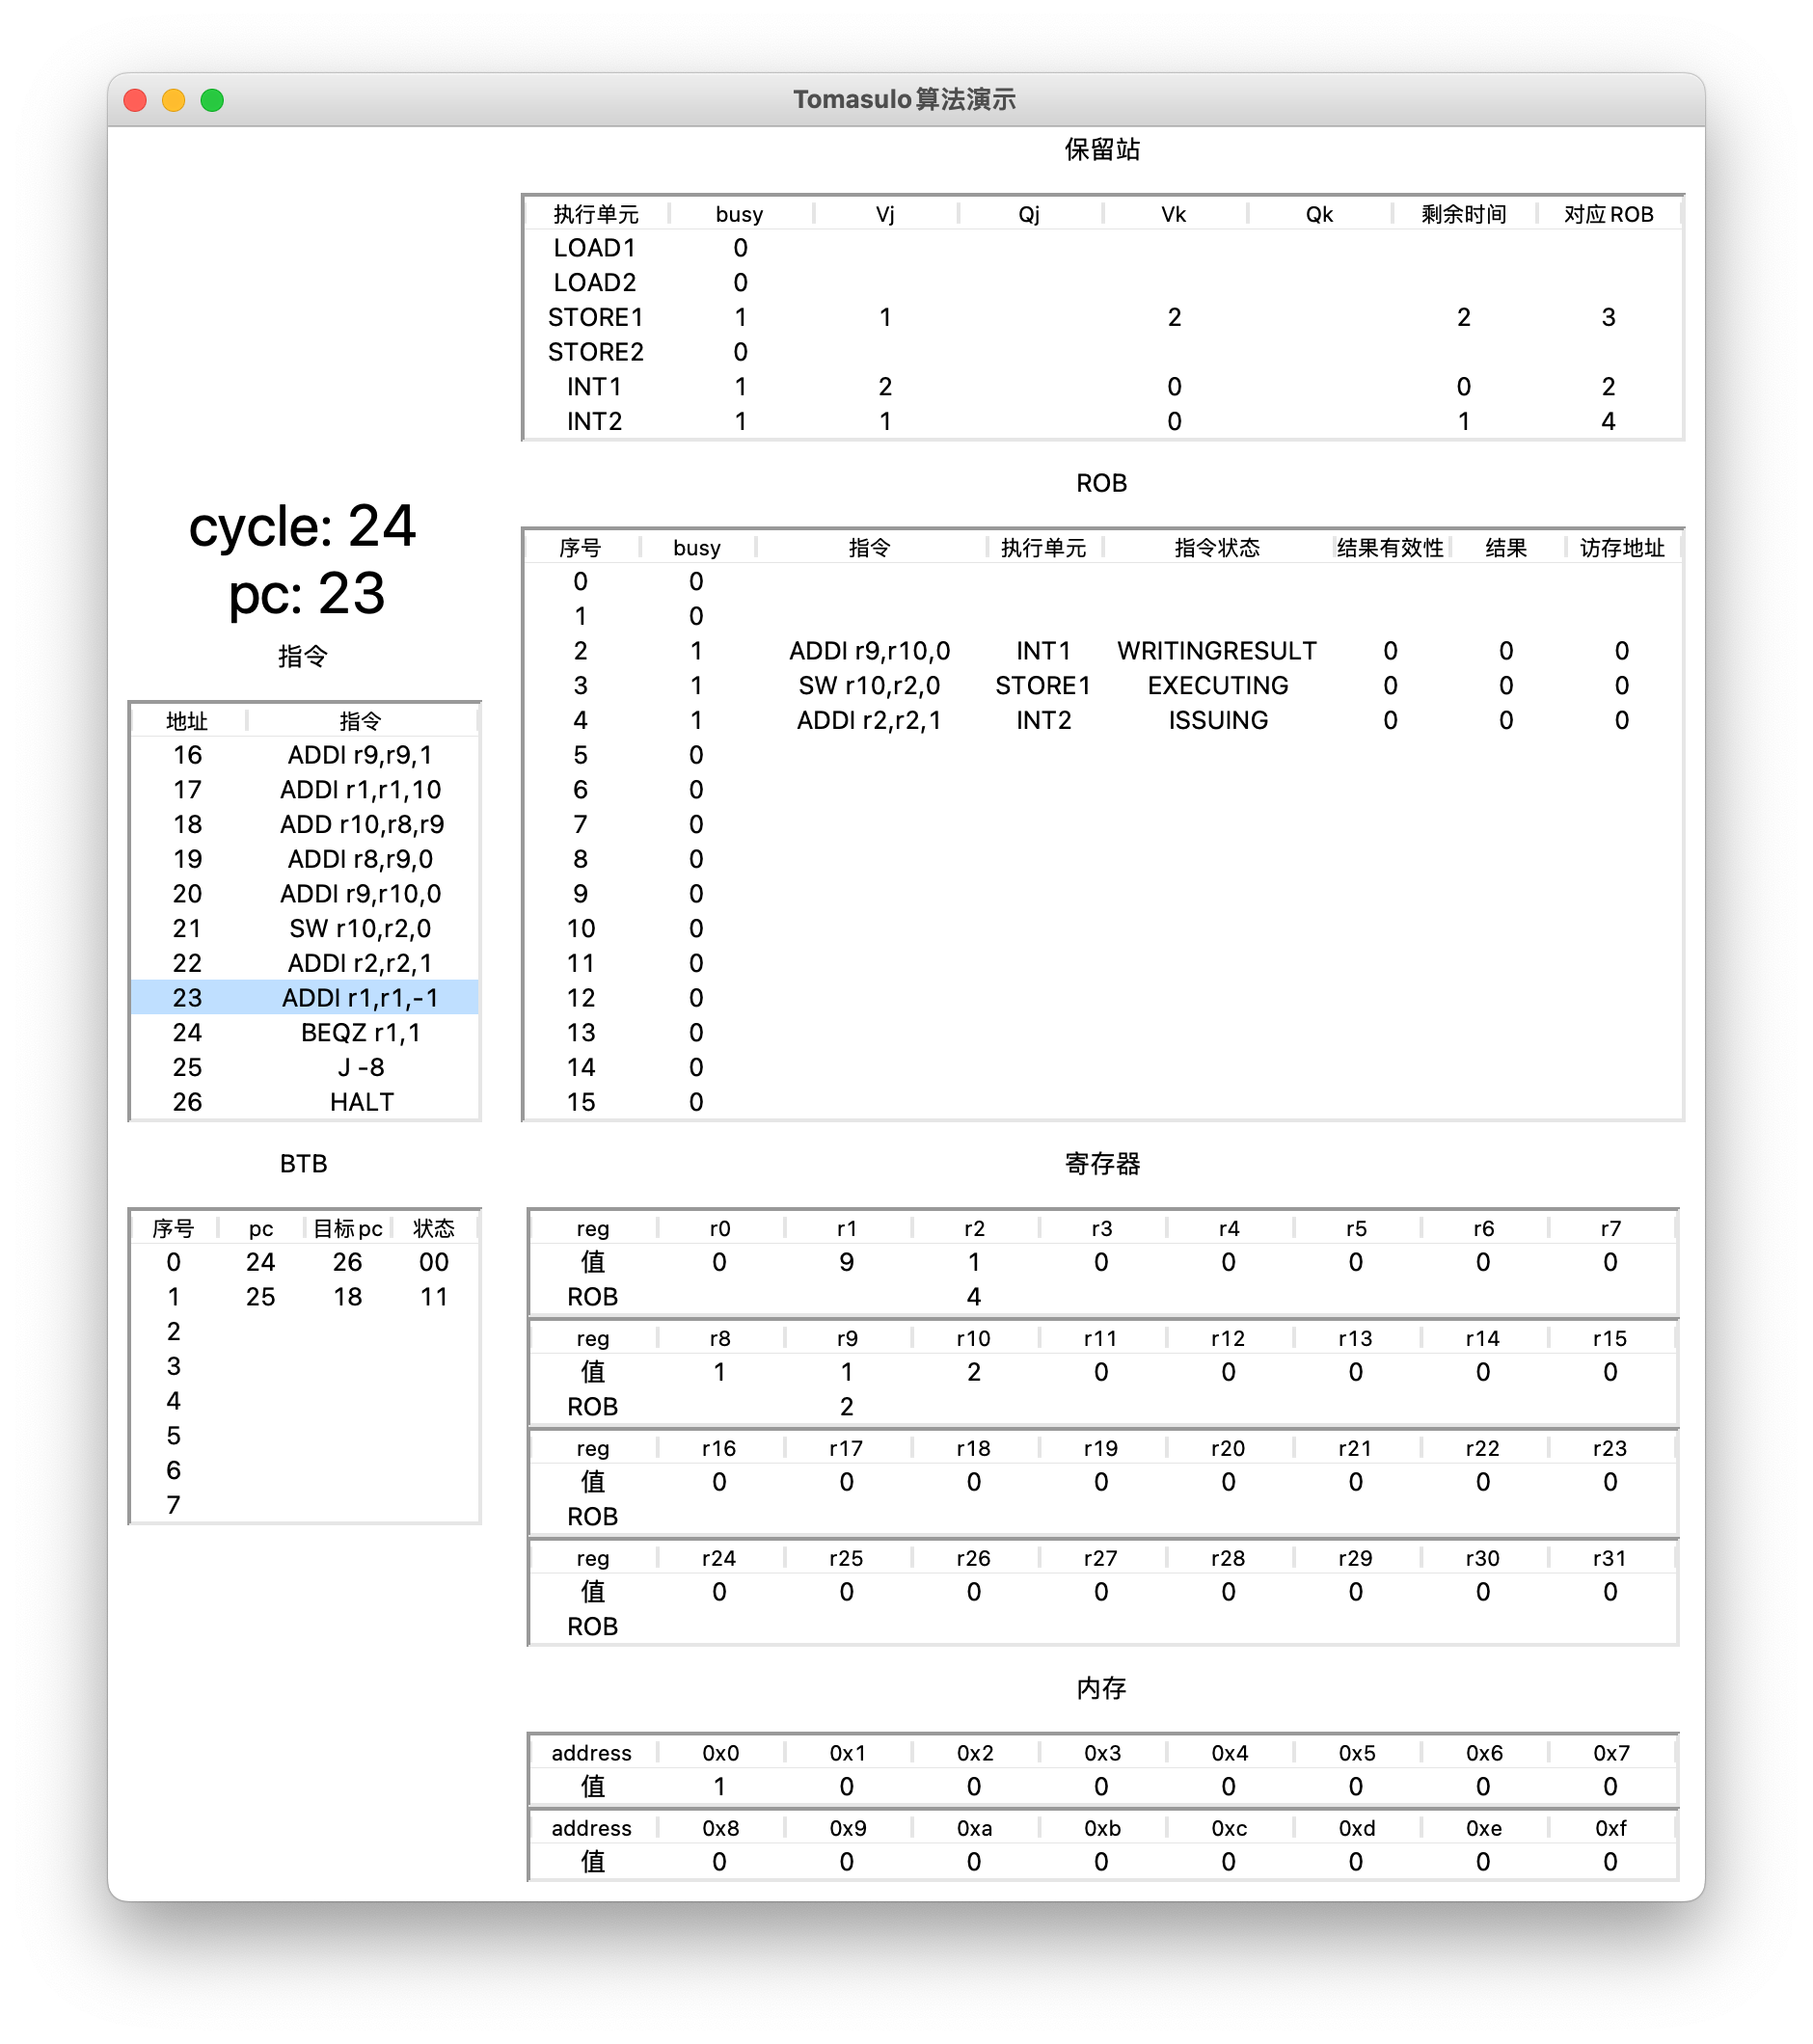 Tomasulo算法演示
保留站
执行单元 busy Vj Qj Vk Qk 剩余时间 对应ROB
LOAD1 0
LOAD2 0
STORE1 1 1 2 2 3
STORE2 0
INT1 1 2 0 0 2
INT2 1 1 0 1 4
cycle: 24
pc: 23
指令
地址 指令
16 ADDI r9,r9,1
17 ADDI r1,r1,10
18 ADD r10,r8,r9
19 ADDI r8,r9,0
20 ADDI r9,r10,0
21 SW r10,r2,0
22 ADDI r2,r2,1
23 ADDI r1,r1,-1
24 BEQZ r1,1
25 J -8
26 HALT
ROB
序号 busy 指令 执行单元 指令状态 结果有效性 结果 访存地址
0 0
1 0
2 1 ADDI r9,r10,0 INT1 WRITINGRESULT 0 0 0
3 1 SW r10,r2,0 STORE1 EXECUTING 0 0 0
4 1 ADDI r2,r2,1 INT2 ISSUING 0 0 0
5 0
6 0
7 0
8 0
9 0
10 0
11 0
12 0
13 0
14 0
15 0
BTB
序号 pc 目标pc 状态
0 24 26 00
1 25 18 11
2
3
4
5
6
7
寄存器
reg r0 r1 r2 r3 r4 r5 r6 r7
值 0 9 1 0 0 0 0 0
ROB 4
reg r8 r9 r10 r11 r12 r13 r14 r15
值 1 1 2 0 0 0 0 0
ROB 2
reg r16 r17 r18 r19 r20 r21 r22 r23
值 0 0 0 0 0 0 0 0
ROB
reg r24 r25 r26 r27 r28 r29 r30 r31
值 0 0 0 0 0 0 0 0
ROB
内存
address 0x0 0x1 0x2 0x3 0x4 0x5 0x6 0x7
值 1 0 0 0 0 0 0 0
address 0x8 0x9 0xa 0xb 0xc 0xd 0xe 0xf
值 0 0 0 0 0 0 0 0